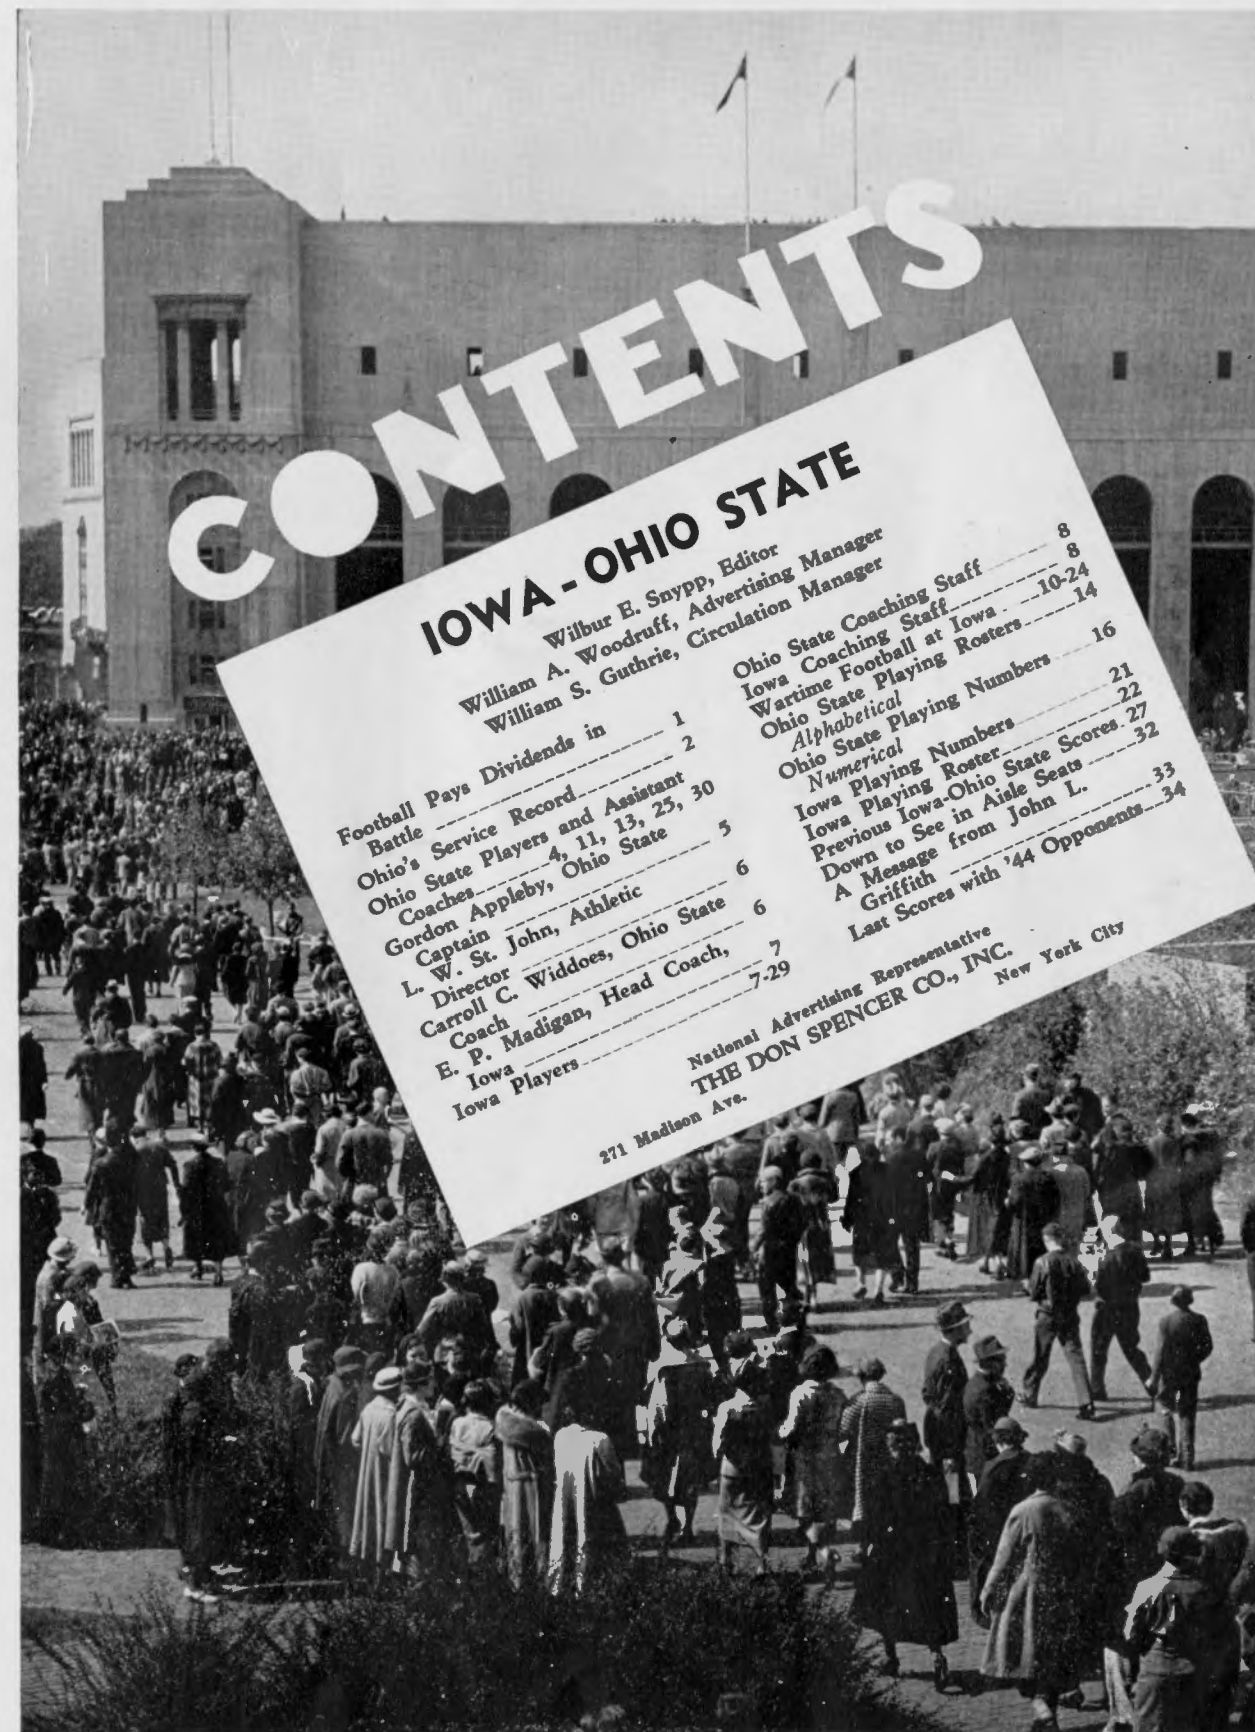 CONTENTS
IOWA - OHIO STATE
Wilbur E. Snypp, Editor
William A. Woodruff, Advertising Manager
William S. Guthrie, Circulation Manager
Football Pays Dividends in
Battle ---------- 1
Ohio's Service Record---------- 2
Ohio State Players and Assistant
Coaches---------- 4, 11, 13, 25, 30
Gordon Appleby, Ohio State
Captain ---------- 5
L. W. St. John, Athletic
Director ---------- 6
Carroll C. Widdoes, Ohio State
Coach ---------- 6
E. P. Madigan, Head Coach,
Iowa ---------- 7
Iowa Players---------- 7-29
Ohio State Coaching Staff ---------- 8
Iowa Coaching Staff---------- 8
Wartime Football at Iowa ---------- 10-24
Ohio State Playing Rosters---------- 14
Alphabetical
Ohio State Playing Numbers ---------- 16
Numerical
Iowa Playing Numbers ---------- 21
Iowa Playing Roster---------- 22
Previous Iowa-Ohio State Scores- 27
Down to See in Aisle Seats ---------- 32
A Message from John L.
Griffith ---------- 33
Last Scores with '44 Opponents---34
National Advertising Representative
THE DON SPENCER CO., INC.
271 Madison Ave. New York City